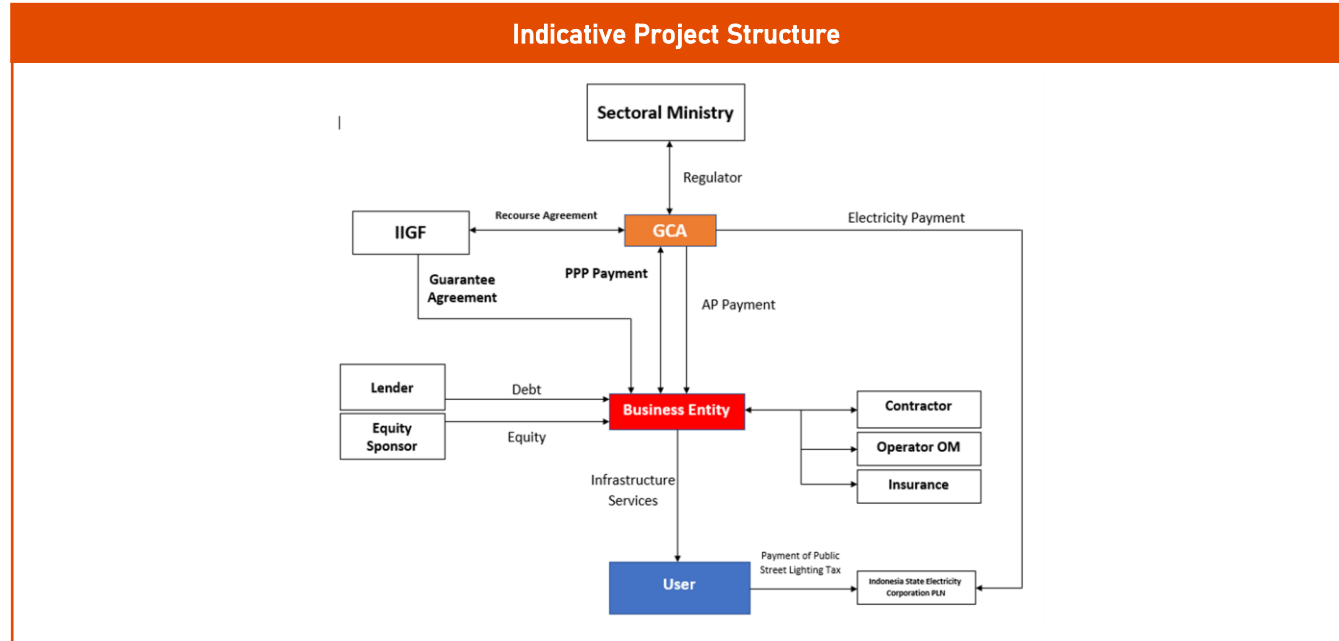 Indicative Project Structure
Sectoral Ministry
Regulator
IIGF
Recourse Agreement
GCA
Electricity Payment
Guarantee
Agreement
PPP Payment
AP Payment
Lender
Debt
Business Entity
Contractor
Equity
Sponsor
Equity
Operator OM
Insurance
Infrastructure
Services
User
Payment of Public
Street Lighting Tax
Indonesia State Electricity
Corporation PLN